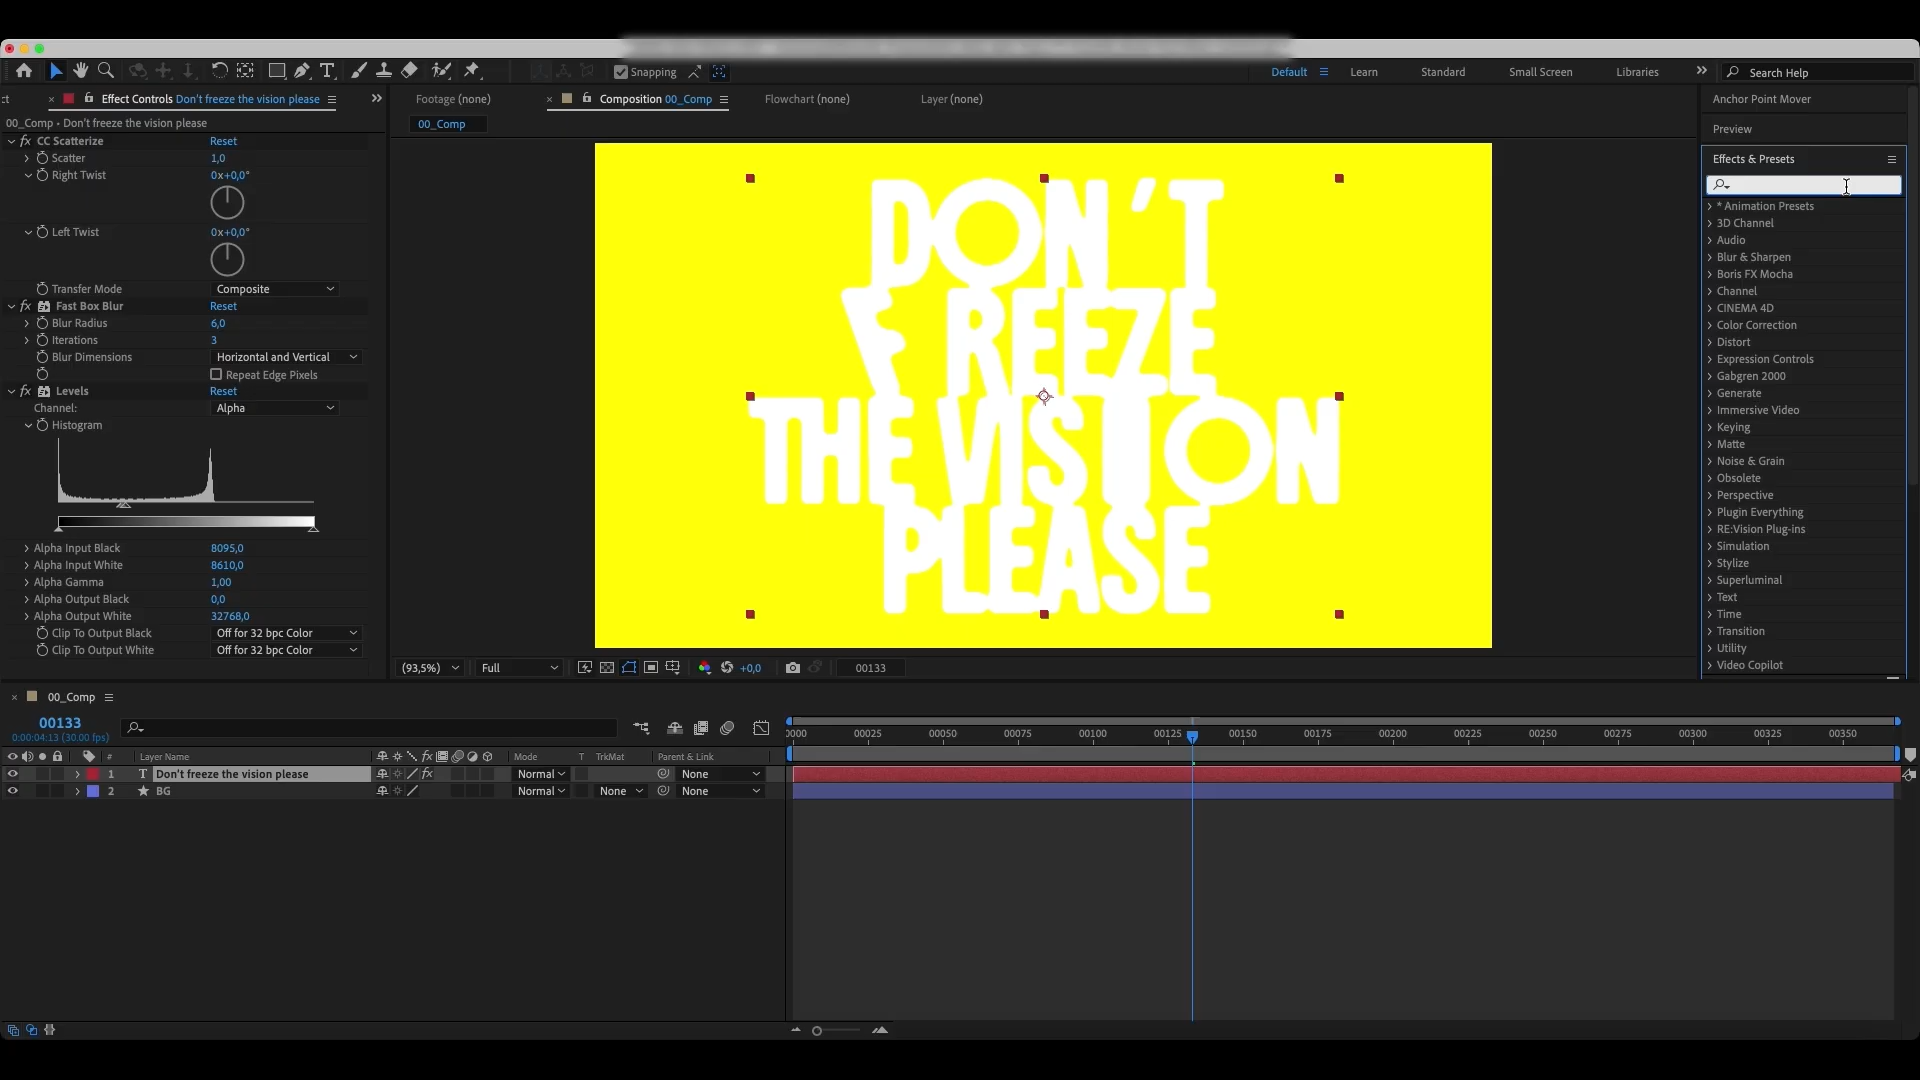 Snapping
Default
Learn
Standard
Small Screen
Libraries
Search Help
ct
Effect Controls Don't freeze the vision please
Footage (none)
Composition 00_Comp
Flowchart (none)
Layer (none)
Anchor Point Mover
00_Comp • Don't freeze the vision please
00_Comp
Preview
fx CC Scatterize Reset
Scatter 1,0
Right Twist 0x+0,0°
Left Twist 0x+0,0°
Transfer Mode Composite
fx Fast Box Blur Reset
Blur Radius 6,0
Iterations 3
Blur Dimensions Horizontal and Vertical
Repeat Edge Pixels
fx Levels Reset
Channel: Alpha
Histogram
Alpha Input Black 8095,0
Alpha Input White 8610,0
Alpha Gamma 1,00
Alpha Output Black 0,0
Alpha Output White 32768,0
Clip To Output Black Off for 32 bpc Color
Clip To Output White Off for 32 bpc Color
DON'T
FREEZE
THE VISION
PLEASE
(93,5%)
Full
+0,0
00133
Effects & Presets
* Animation Presets
3D Channel
Audio
Blur & Sharpen
Boris FX Mocha
Channel
CINEMA 4D
Color Correction
Distort
Expression Controls
Gabgren 2000
Generate
Immersive Video
Keying
Matte
Noise & Grain
Obsolete
Perspective
Plugin Everything
RE:Vision Plug-ins
Simulation
Stylize
Superluminal
Text
Time
Transition
Utility
Video Copilot
00_Comp
00133
0:00:04:13 (30.00 fps)
# Layer Name fx Mode T TrkMat Parent & Link
1 T Don't freeze the vision please fx Normal None
2 BG Normal None None
0000 00025 00050 00075 00100 00125 00150 00175 00200 00225 00250 00275 00300 00325 00350